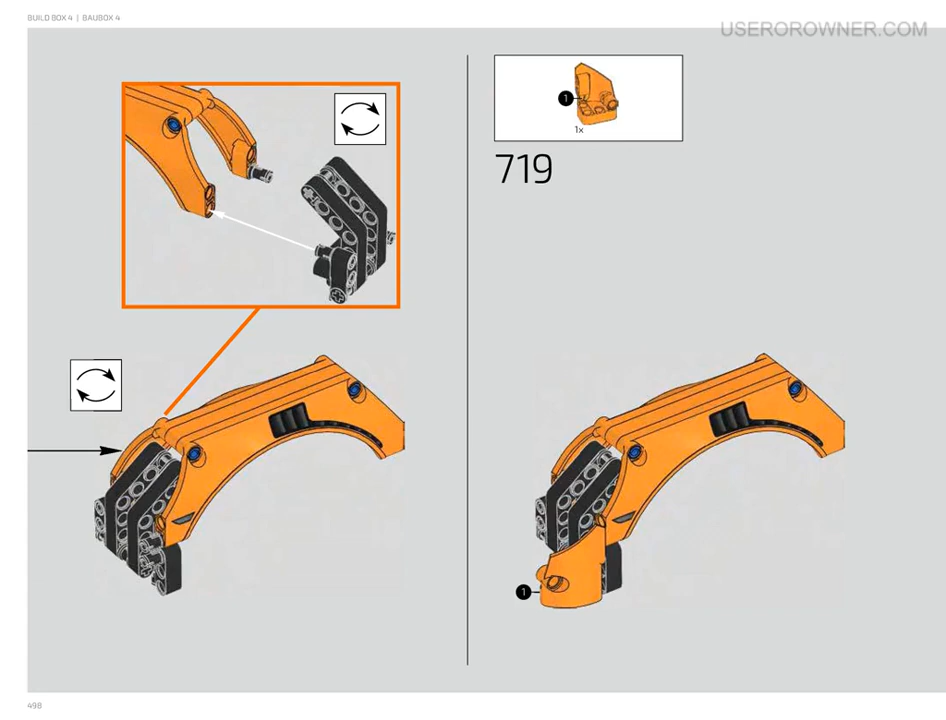 BUILD BOX 4 | BAUBOX 4
USEROROWNER.COM
1
1x
719
1
498